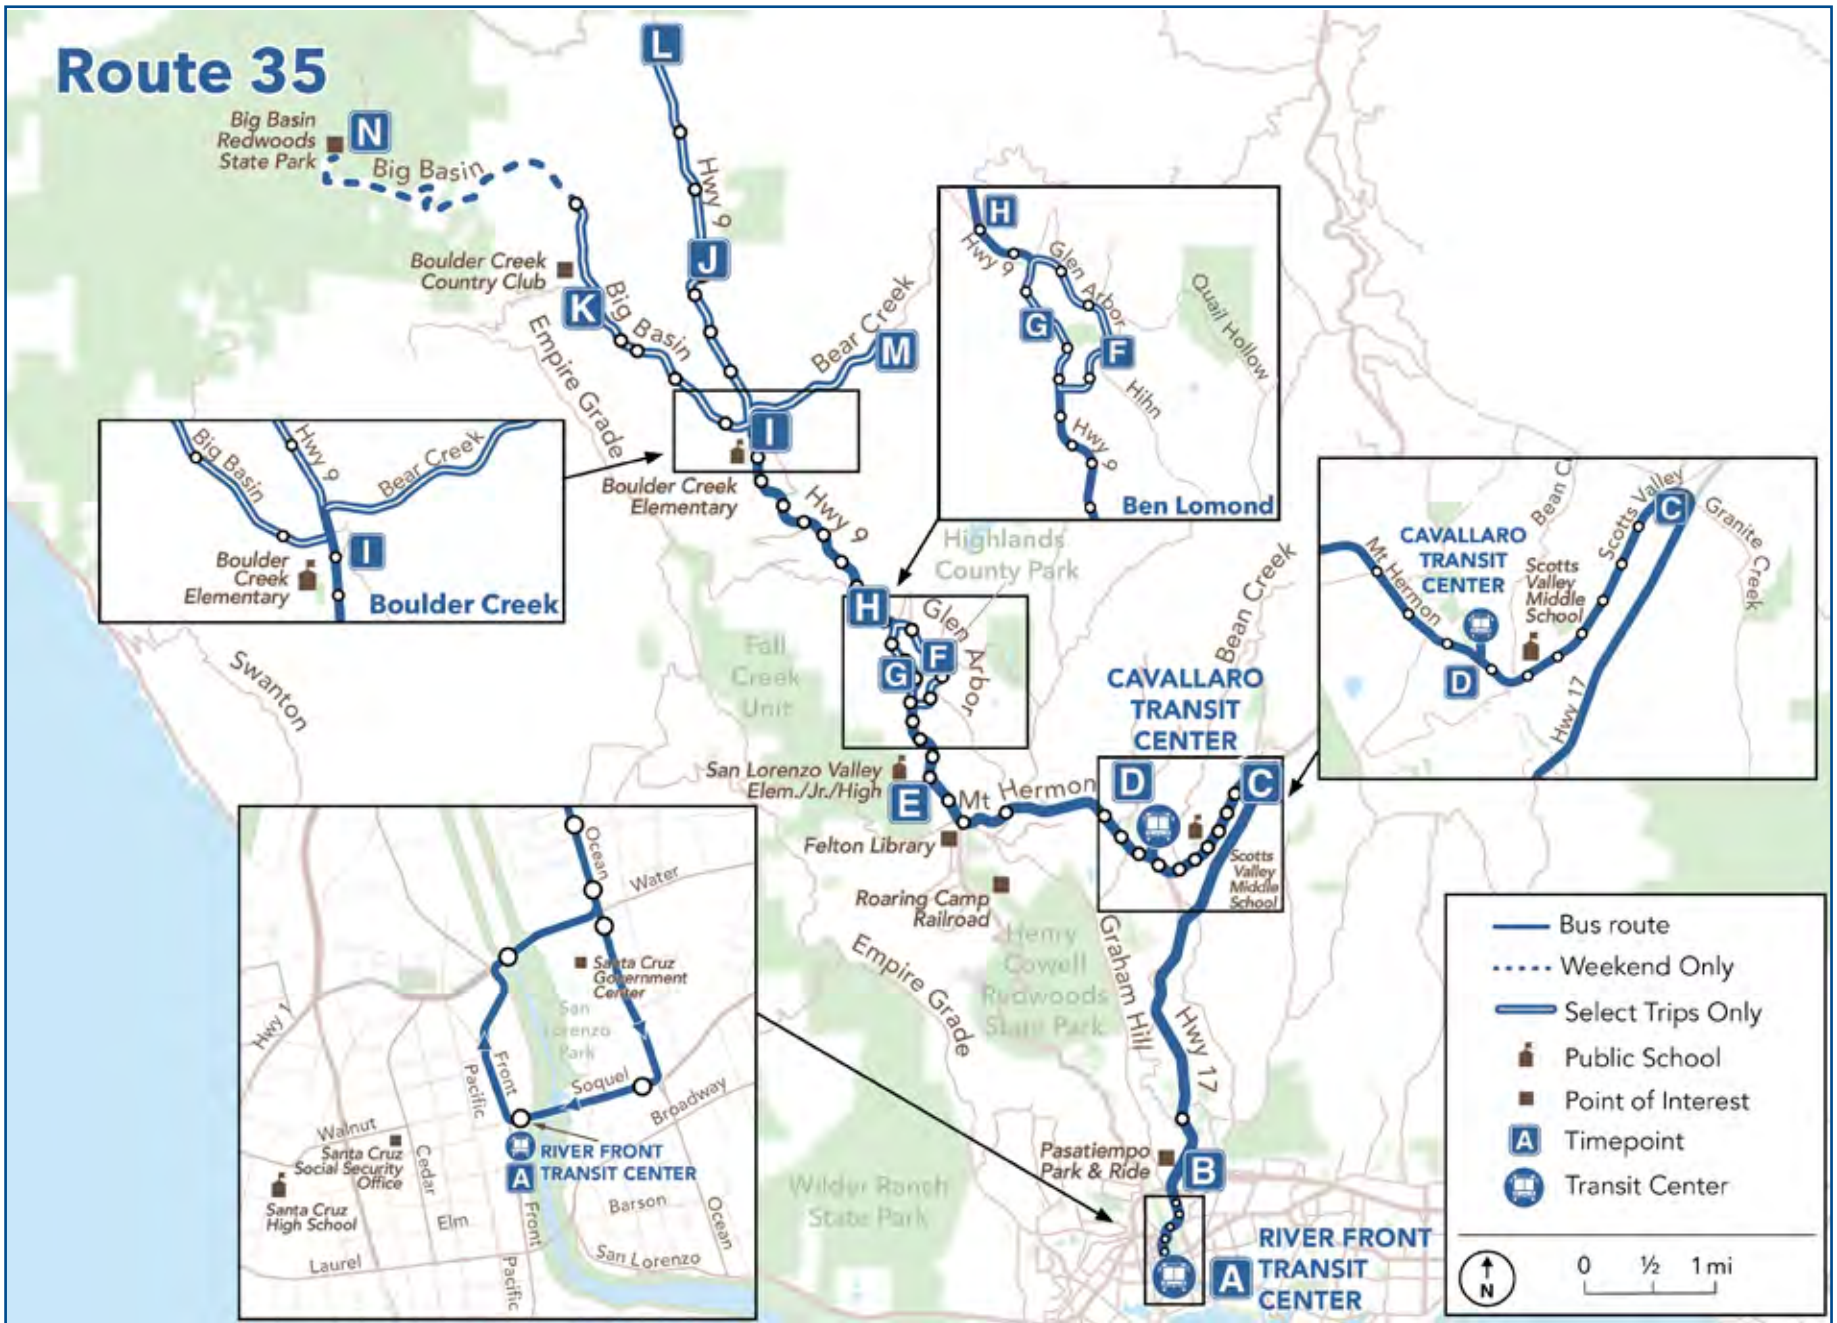 Route 35
L
Big Basin
Redwoods
State Park
N
Big Basin
Hwy 9
J
Boulder Creek
Country Club
K
Big Basin
Empire Grade
Bear Creek
M
I
Boulder Creek
Elementary
Hwy 9
H
Hwy 9
Glen Arbor
G
F
Quail Hollow
Hihn
Hwy 9
Ben Lomond
Big Basin
Hwy 9
Bear Creek
I
Boulder
Creek
Elementary
Boulder Creek
Highlands
County Park
Bean Creek
Mt Hermon
CAVALLARO
TRANSIT
CENTER
D
Scotts
Valley
Middle
School
Bean C
Scotts Valley
C
Granite Creek
Hwy 17
H
Glen Arbor
F
G
Fall
Creek
Unit
Swanton
CAVALLARO
TRANSIT
CENTER
D
C
Scotts
Valley
Middle
School
San Lorenzo Valley
Elem./Jr./High
E
Mt Hermon
Felton Library
Roaring Camp
Railroad
Henry
Cowell
Redwoods
State Park
Graham Hill
Empire Grade
Hwy 17
Ocean
Water
Santa Cruz
Government
Center
San
Lorenzo
Park
Hwy 1
Front
Pacific
Soquel
Broadway
Walnut
Santa Cruz
Social Security
Office
Cedar
RIVER FRONT
TRANSIT CENTER
A
Santa Cruz
High School
Elm
Front
Barson
Ocean
Laurel
Pacific
San Lorenzo
Wilder Ranch
State Park
Pasatiempo
Park & Ride
B
RIVER FRONT
TRANSIT
CENTER
A
Bus route
Weekend Only
Select Trips Only
Public School
Point of Interest
A
Timepoint
Transit Center
N
0 ½ 1 mi